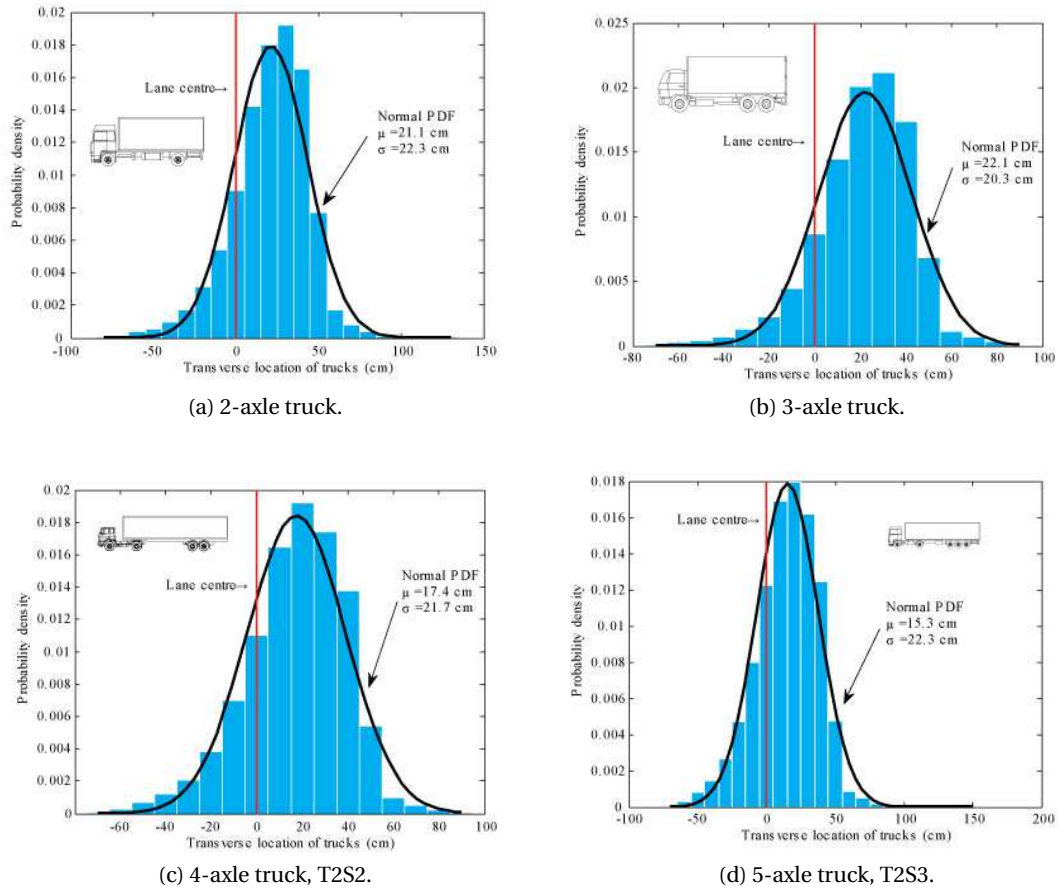 0.02
0.018
0.016
0.014
0.012
0.01
0.008
0.006
0.004
0.002
0
Probability density
Lane centre→
Normal PDF
μ =21.1 cm
σ =22.3 cm
-100 -50 0 50 100 150
Transverse location of trucks (cm)
(a) 2-axle truck.
0.025
0.02
0.015
0.01
0.005
0
Probability density
Lane centre→
Normal PDF
μ =22.1 cm
σ =20.3 cm
-80 -60 -40 -20 0 20 40 60 80 100
Transverse location of trucks (cm)
(b) 3-axle truck.
0.02
0.018
0.016
0.014
0.012
0.01
0.008
0.006
0.004
0.002
0
Probability density
Lane centre→
Normal PDF
μ =17.4 cm
σ =21.7 cm
-60 -40 -20 0 20 40 60 80 100
Transverse location of trucks (cm)
(c) 4-axle truck, T2S2.
0.018
0.016
0.014
0.012
0.01
0.008
0.006
0.004
0.002
0
Probability density
Lane centre→
Normal PDF
μ =15.3 cm
σ =22.3 cm
-100 -50 0 50 100 150 200
Transverse location of trucks (cm)
(d) 5-axle truck, T2S3.